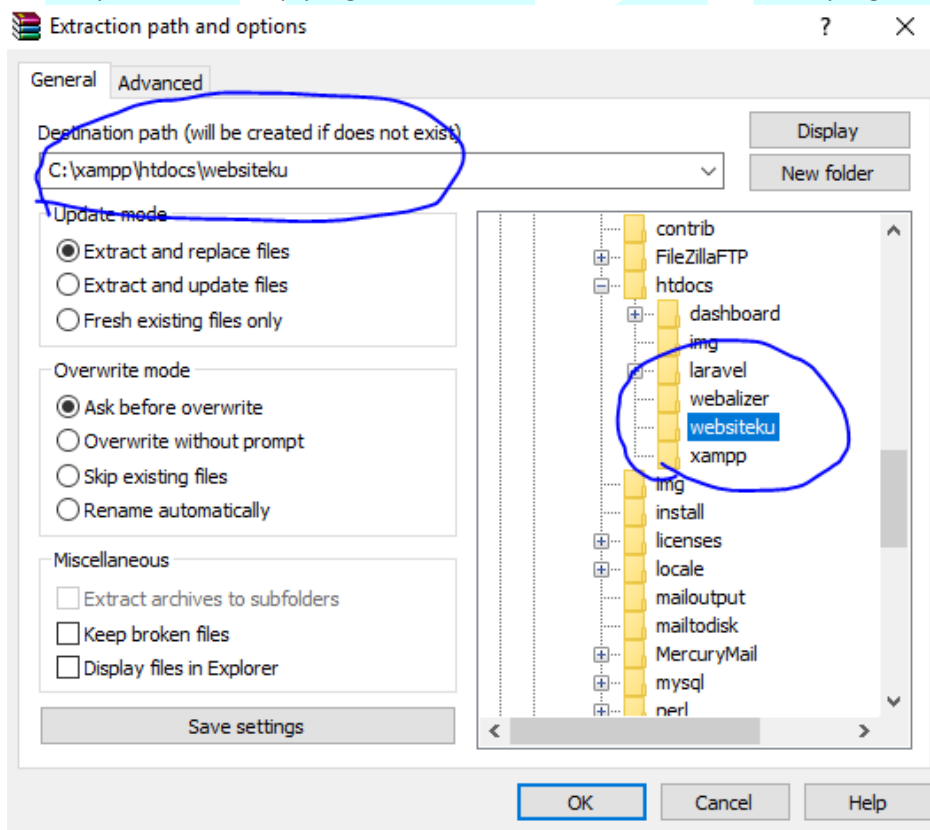 Extraction path and options
General
Advanced
Destination path (will be created if does not exist)
C:\xampp\htdocs\websiteku
Display
New folder
Update mode
Extract and replace files
Extract and update files
Fresh existing files only
Overwrite mode
Ask before overwrite
Overwrite without prompt
Skip existing files
Rename automatically
Miscellaneous
Extract archives to subfolders
Keep broken files
Display files in Explorer
Save settings
contrib
FileZillaFTP
htdocs
dashboard
img
laravel
webalizer
websiteku
xampp
img
install
licenses
locale
mailoutput
mailtodisk
MercuryMail
mysql
perl
OK
Cancel
Help